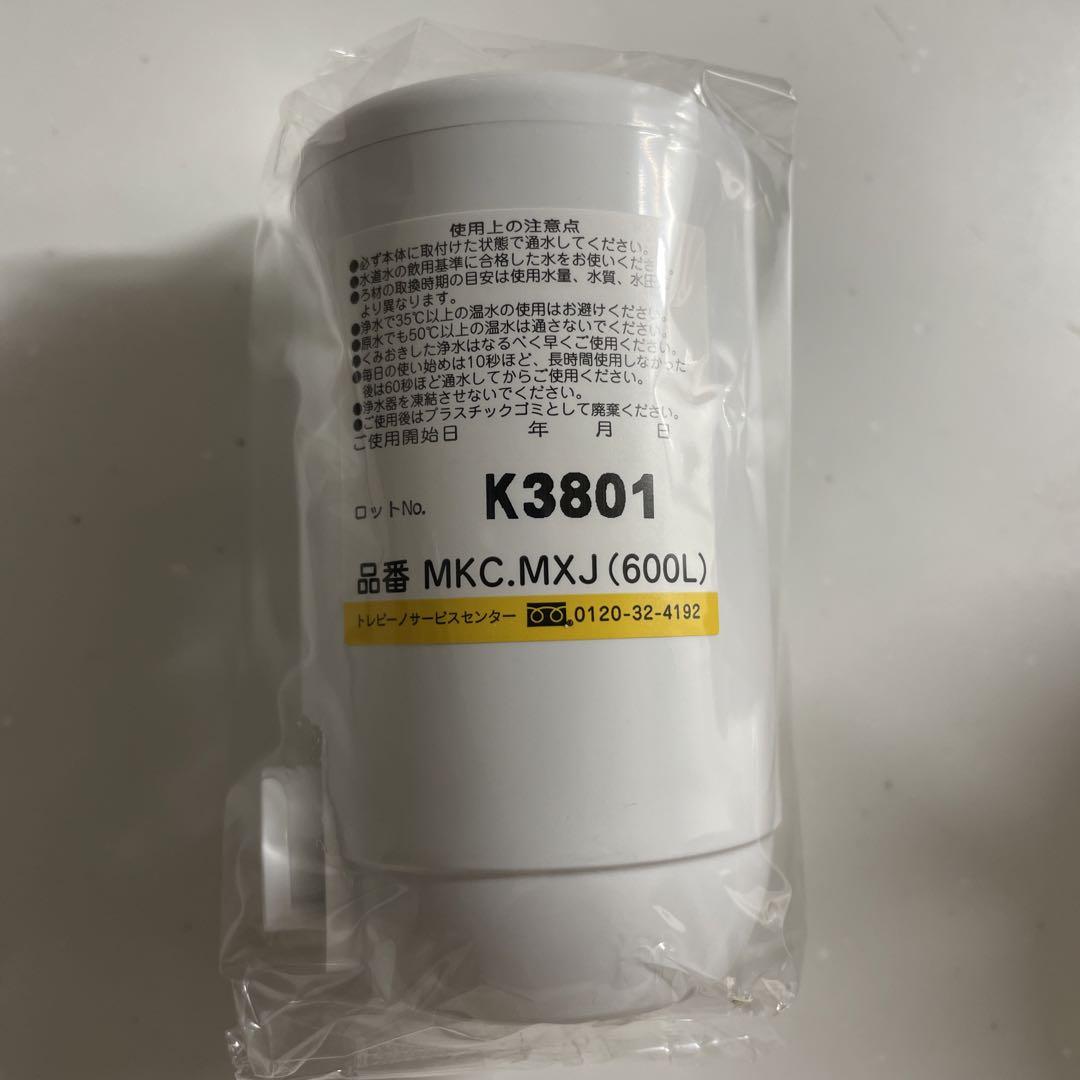 使用上の注意点
●必ず本体に取付けた状態で通水してください。
●水道水の飲用基準に合格した水をお使いください。
●ろ材の取換時期の目安は使用水量、水質、水圧
より異なります。
●浄水で35℃以上の温水の使用はお避けください。
●原水でも50℃以上の温水は通さないでください。
●くみおきした浄水はなるべく早くご使用ください。
●毎日の使い始めは10秒ほど、長時間使用しなかった
後は60秒ほど通水してからご使用ください。
●浄水器を凍結させないでください。
●ご使用後はプラスチックゴミとして廃棄ください。
ご使用開始日 年 月 日
ロットNo. K3801
品番 MKC.MXJ(600L)
トレビーノサービスセンター 0120-32-4192